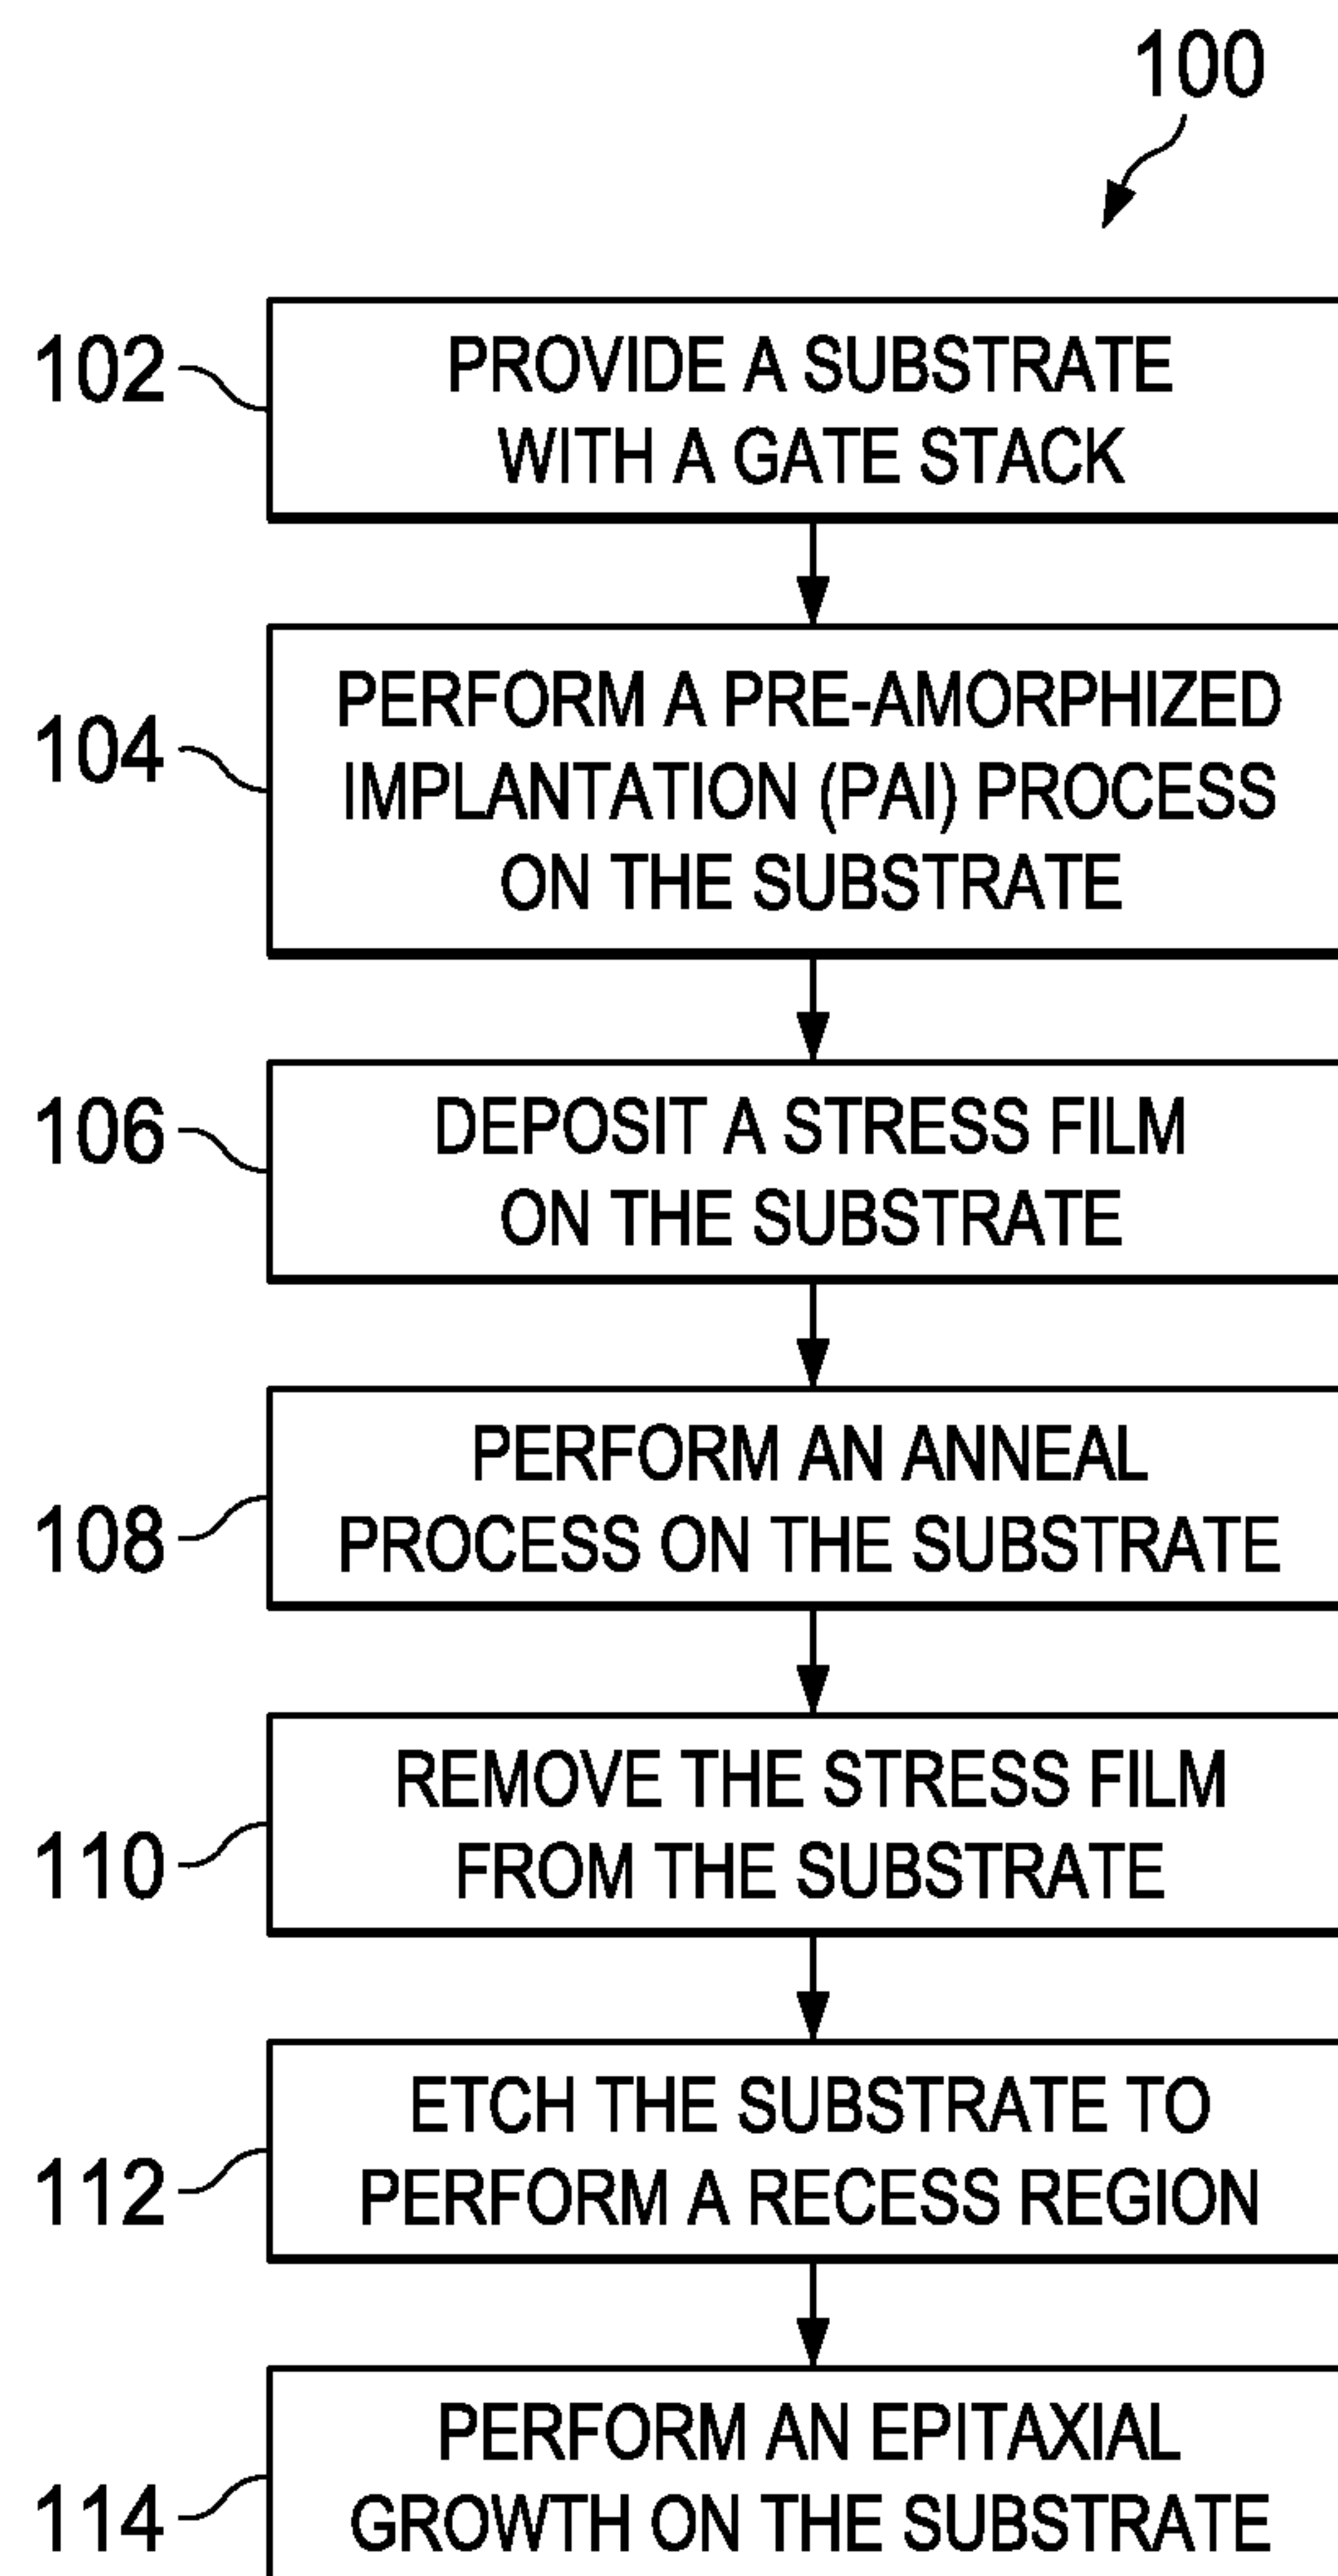 100
102
PROVIDE A SUBSTRATE
WITH A GATE STACK
104
PERFORM A PRE-AMORPHIZED
IMPLANTATION (PAI) PROCESS
ON THE SUBSTRATE
106
DEPOSIT A STRESS FILM
ON THE SUBSTRATE
108
PERFORM AN ANNEAL
PROCESS ON THE SUBSTRATE
110
REMOVE THE STRESS FILM
FROM THE SUBSTRATE
112
ETCH THE SUBSTRATE TO
PERFORM A RECESS REGION
114
PERFORM AN EPITAXIAL
GROWTH ON THE SUBSTRATE